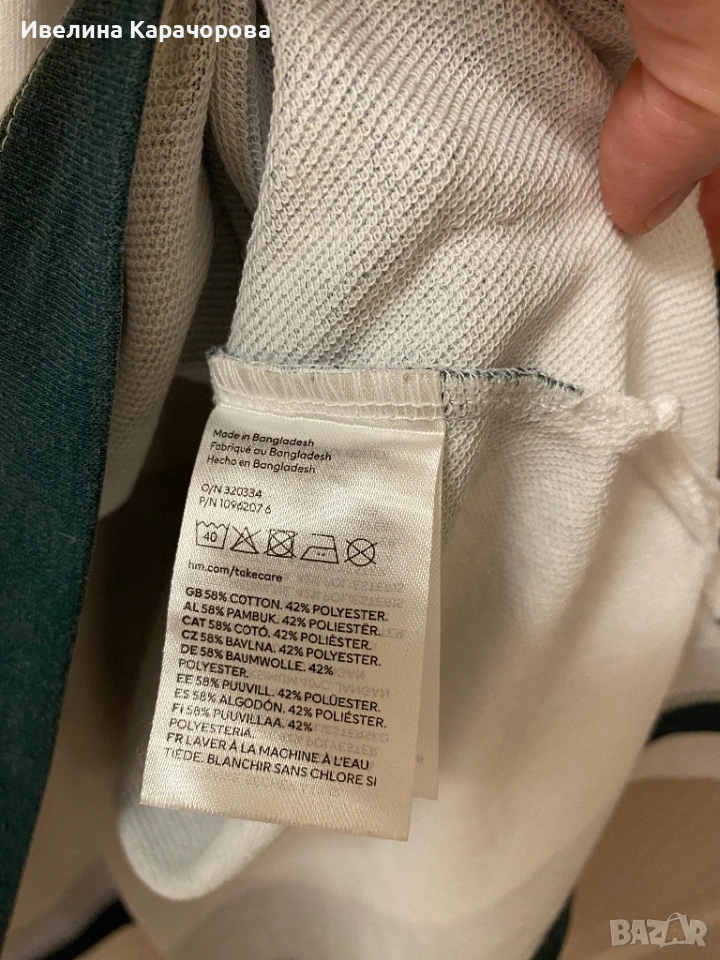 Ивелина Карачорова
Made in Bangladesh
Fabriqué au Bangladesh
Hecho en Bangladesh
O/N 320334
P/N 1096207 6
40
hm.com/takecare
GB 58% COTTON. 42% POLYESTER.
AL 58% PAMBUK. 42% POLIESTËR.
CAT 58% COTÓ. 42% POLIÈSTER.
CZ 58% BAVLNA. 42% POLYESTER.
DE 58% BAUMWOLLE. 42%
POLYESTER.
EE 58% PUUVILL. 42% POLÜESTER.
ES 58% ALGODÓN. 42% POLIÉSTER.
FI 58% PUUVILLAA. 42%
POLYESTERIA.
FR LAVER À LA MACHINE À L'EAU
TIÈDE. BLANCHIR SANS CHLORE SI
BAZAR